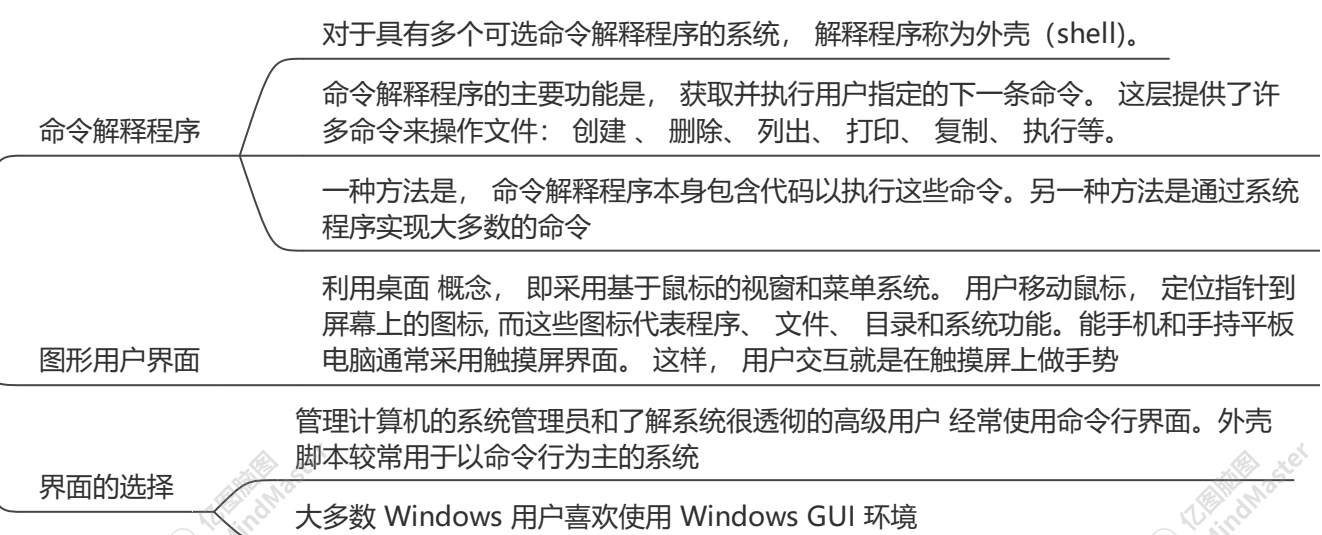 对于具有多个可选命令解释程序的系统， 解释程序称为外壳（shell)。
命令解释程序的主要功能是， 获取并执行用户指定的下一条命令。 这层提供了许
多命令来操作文件： 创建 、 删除、 列出、 打印、 复制、 执行等。
命令解释程序
一种方法是， 命令解释程序本身包含代码以执行这些命令。另一种方法是通过系统
程序实现大多数的命令
利用桌面 概念， 即采用基于鼠标的视窗和菜单系统。 用户移动鼠标， 定位指针到
屏幕上的图标, 而这些图标代表程序、 文件、 目录和系统功能。能手机和手持平板
电脑通常采用触摸屏界面。 这样， 用户交互就是在触摸屏上做手势
图形用户界面
管理计算机的系统管理员和了解系统很透彻的高级用户 经常使用命令行界面。外壳
脚本较常用于以命令行为主的系统
界面的选择
大多数 Windows 用户喜欢使用 Windows GUI 环境
亿图脑图
MindMaster
亿图脑图
MindMaster